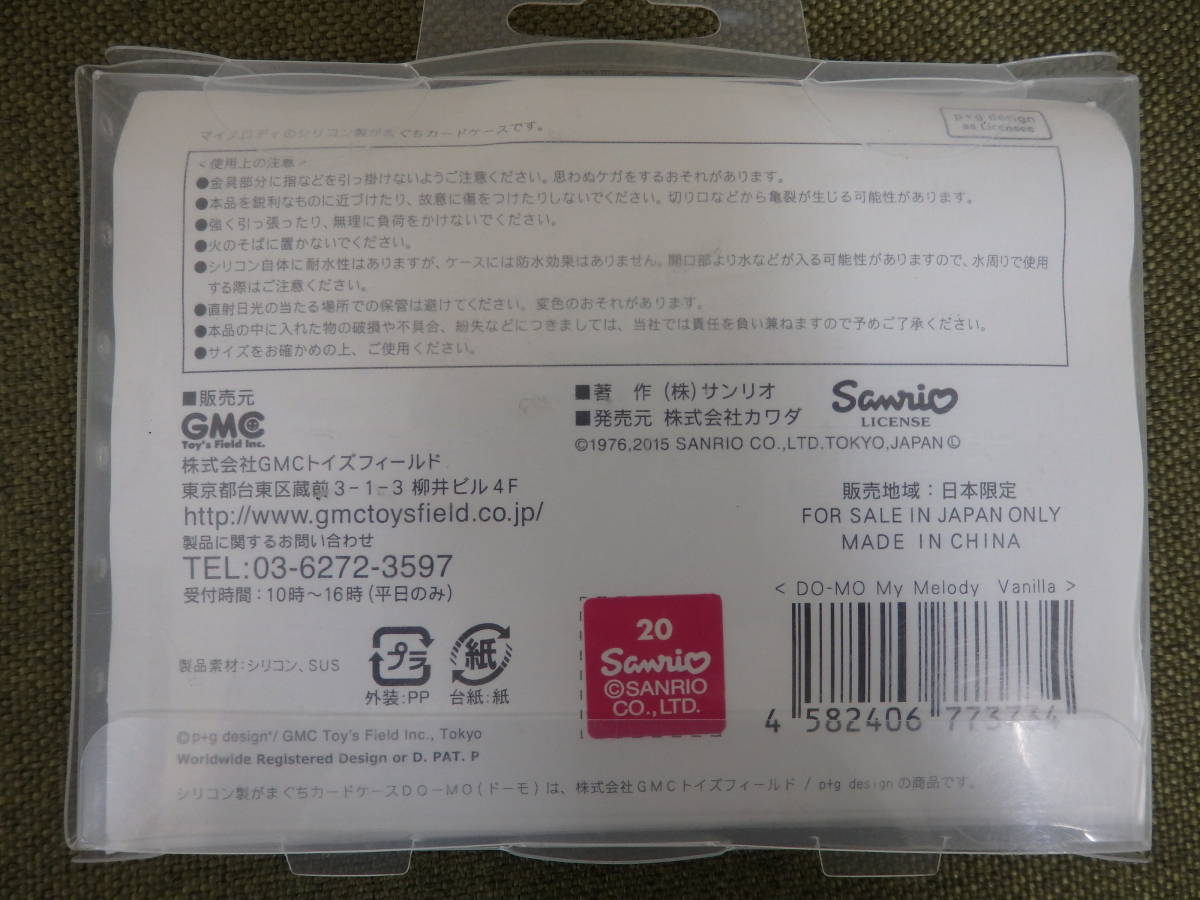 マイメロディのシリコン製がまぐちカードケースです。
p+g design
as Licensee
<使用上の注意>
●金具部分に指などを引っ掛けないようご注意ください。思わぬケガをするおそれがあります。
●本品を鋭利なものに近づけたり、故意に傷をつけたりしないでください。切り口などから亀裂が生じる可能性があります。
●強く引っ張ったり、無理に負荷をかけないでください。
●火のそばに置かないでください。
●シリコン自体に耐水性はありますが、ケースには防水効果はありません。開口部より水などが入る可能性がありますので、水周りで使用
する際はご注意ください。
●直射日光の当たる場所での保管は避けてください。変色のおそれがあります。
●本品の中に入れた物の破損や不具合、紛失などにつきましては、当社では責任を負い兼ねますので予めご了承ください。
●サイズをお確かめの上、ご使用ください。
■販売元
GMC
Toy's Field Inc.
株式会社GMCトイズフィールド
東京都台東区蔵前3-1-3 柳井ビル4F
http://www.gmctoysfield.co.jp/
製品に関するお問い合わせ
TEL:03-6272-3597
受付時間:10時〜16時(平日のみ)
■著 作 (株)サンリオ
■発売元 株式会社カワダ
Sanrio
LICENSE
©1976,2015 SANRIO CO.,LTD.TOKYO,JAPAN Ⓛ
販売地域:日本限定
FOR SALE IN JAPAN ONLY
MADE IN CHINA
< DO-MO My Melody Vanilla >
4 582406 773734
製品素材:シリコン、SUS
プラ
外装:PP
紙
台紙:紙
20
Sanrio
©SANRIO
CO.,LTD.
©p+g design®/ GMC Toy's Field Inc., Tokyo
Worldwide Registered Design or D. PAT. P
シリコン製がまぐちカードケースDO-MO(ドーモ)は、株式会社GMCトイズフィールド / p+g designの商品です。